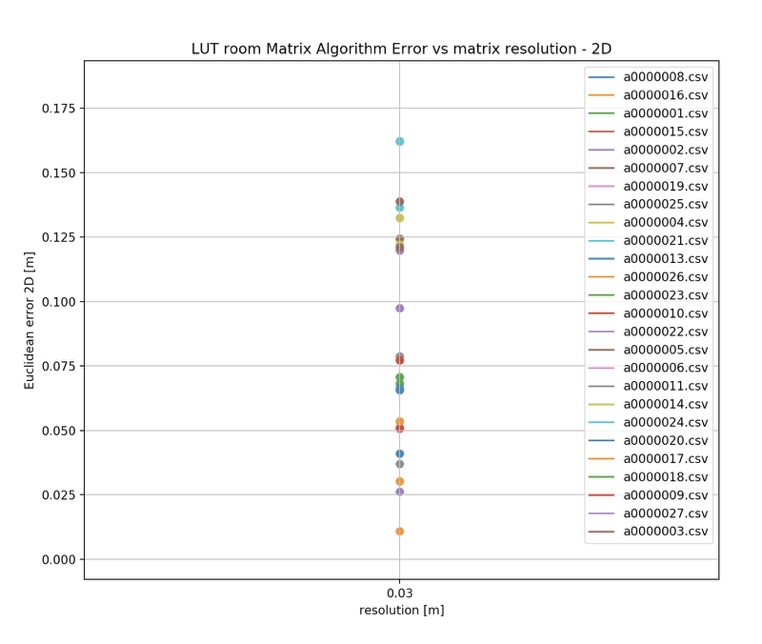 LUT room Matrix Algorithm Error vs matrix resolution - 2D
Euclidean error 2D [m]
0.175
0.150
0.125
0.100
0.075
0.050
0.025
0.000
0.03
resolution [m]
a0000008.csv
a0000016.csv
a0000001.csv
a0000015.csv
a0000002.csv
a0000007.csv
a0000019.csv
a0000025.csv
a0000004.csv
a0000021.csv
a0000013.csv
a0000026.csv
a0000023.csv
a0000010.csv
a0000022.csv
a0000005.csv
a0000006.csv
a0000011.csv
a0000014.csv
a0000024.csv
a0000020.csv
a0000017.csv
a0000018.csv
a0000009.csv
a0000027.csv
a0000003.csv